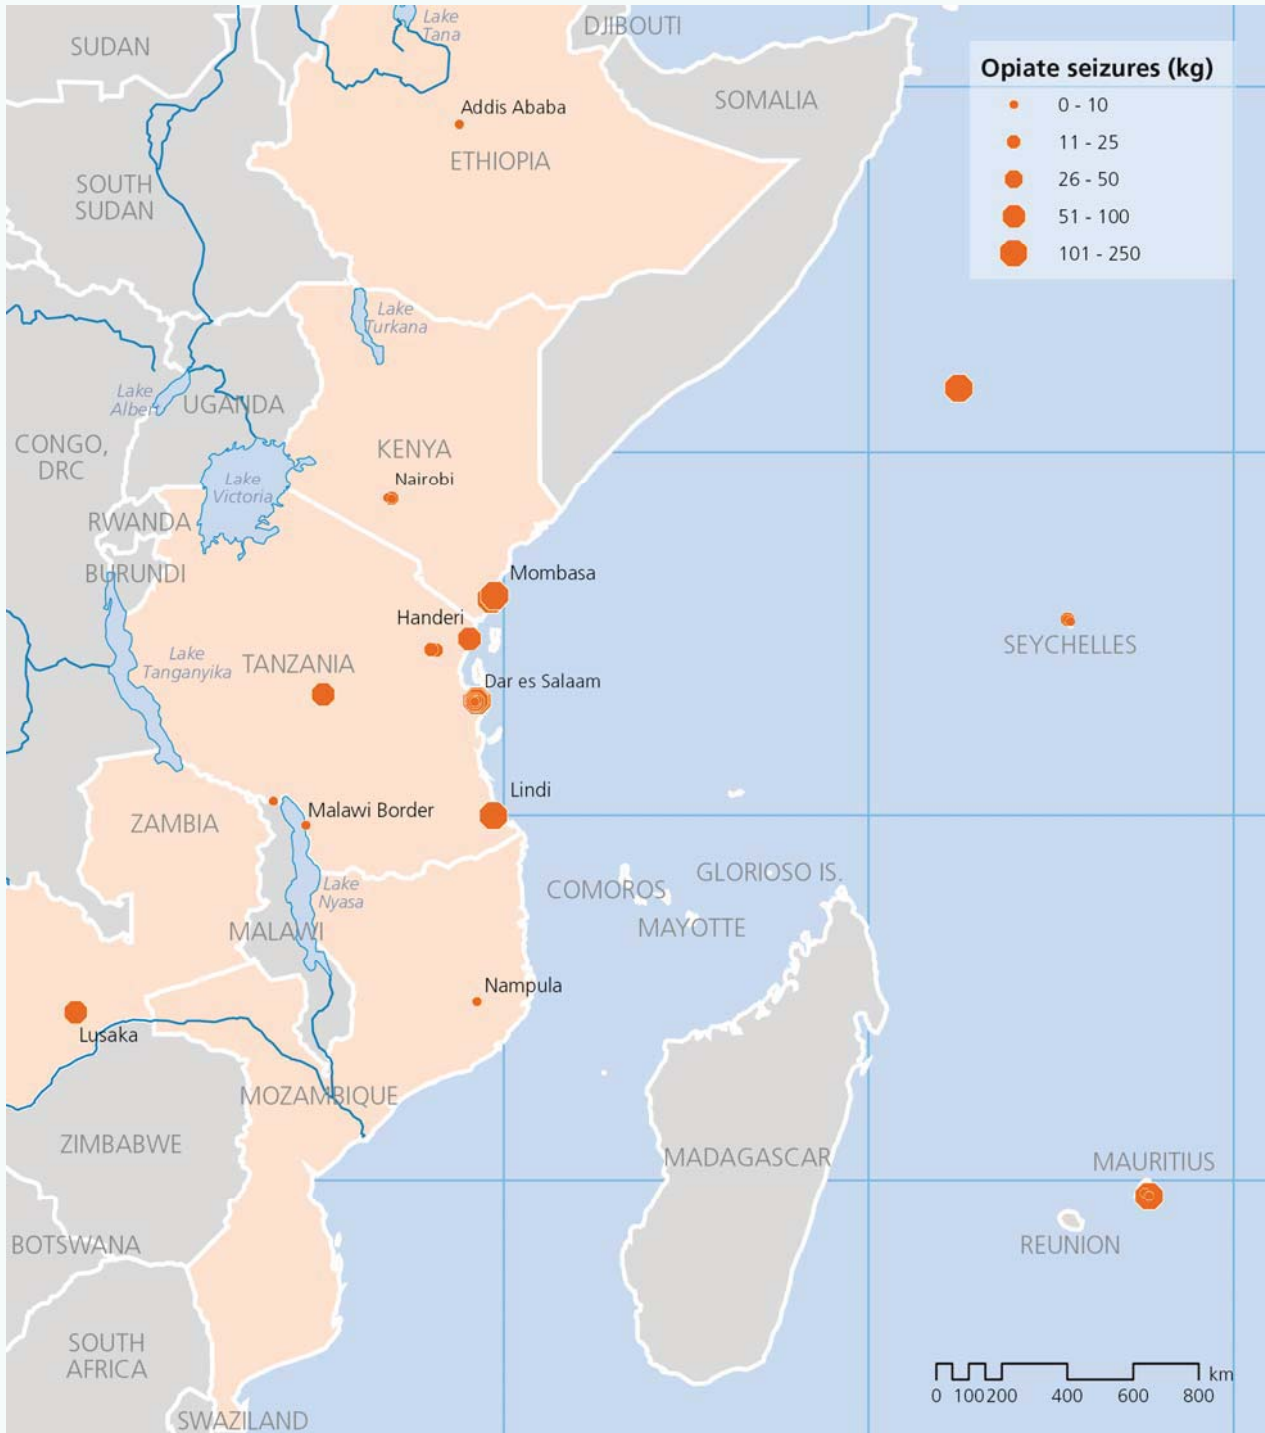 SUDAN
Lake
Tana
DJIBOUTI
SOMALIA
Opiate seizures (kg)
0 - 10
11 - 25
26 - 50
51 - 100
101 - 250
Addis Ababa
ETHIOPIA
SOUTH
SUDAN
Lake
Turkana
Lake
Albert
UGANDA
CONGO,
DRC
KENYA
Nairobi
Lake
Victoria
RWANDA
BURUNDI
Mombasa
Handeri
Lake
Tanganyika
TANZANIA
Dar es Salaam
SEYCHELLES
Lindi
Malawi Border
ZAMBIA
Lake
Nyasa
COMOROS
GLORIOSO IS.
MAYOTTE
MALAWI
Nampula
Lusaka
MOZAMBIQUE
ZIMBABWE
MADAGASCAR
MAURITIUS
REUNION
BOTSWANA
SOUTH
AFRICA
SWAZILAND
km
0 100 200 400 600 800